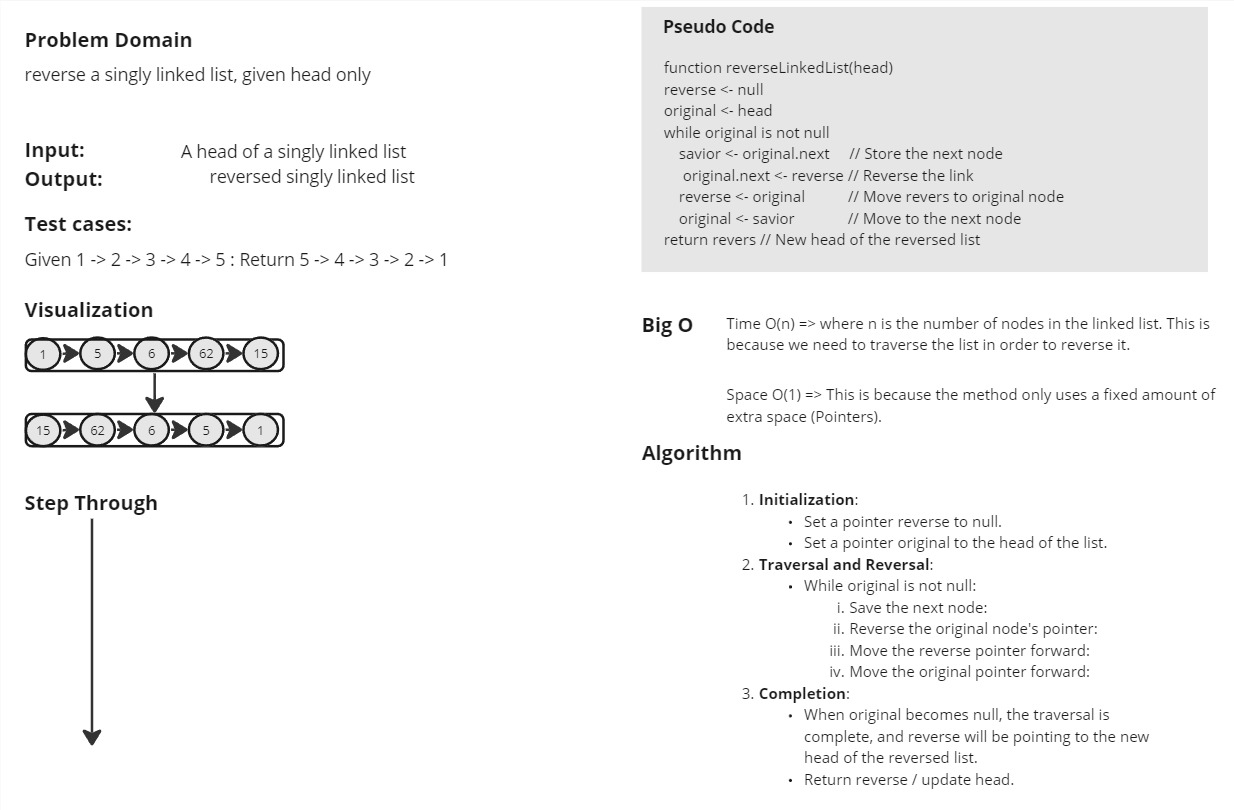 Problem Domain
reverse a singly linked list, given head only
Input: A head of a singly linked list
Output: reversed singly linked list
Test cases:
Given 1 -> 2 -> 3 -> 4 -> 5 : Return 5 -> 4 -> 3 -> 2 -> 1
Visualization
1 5 6 62 15
15 62 6 5 1
Step Through
Pseudo Code
function reverseLinkedList(head)
reverse <- null
original <- head
while original is not null
savior <- original.next // Store the next node
original.next <- reverse // Reverse the link
reverse <- original // Move revers to original node
original <- savior // Move to the next node
return revers // New head of the reversed list
Big O Time O(n) => where n is the number of nodes in the linked list. This is
because we need to traverse the list in order to reverse it.
Space O(1) => This is because the method only uses a fixed amount of
extra space (Pointers).
Algorithm
1. Initialization:
• Set a pointer reverse to null.
• Set a pointer original to the head of the list.
2. Traversal and Reversal:
• While original is not null:
i. Save the next node:
ii. Reverse the original node's pointer:
iii. Move the reverse pointer forward:
iv. Move the original pointer forward:
3. Completion:
• When original becomes null, the traversal is
complete, and reverse will be pointing to the new
head of the reversed list.
• Return reverse / update head.